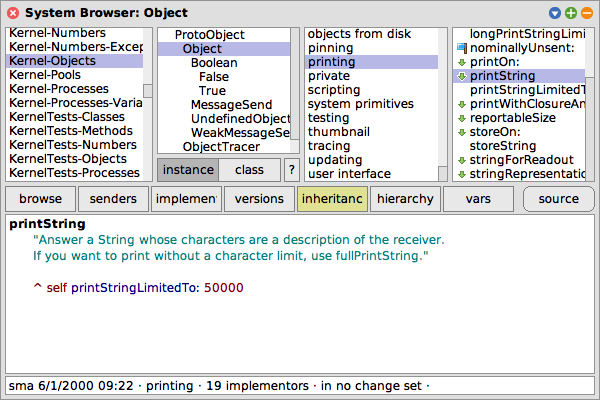 System Browser: Object
Kernel-Numbers
Kernel-Numbers-Excep
Kernel-Objects
Kernel-Pools
Kernel-Processes
Kernel-Processes-Varia
KernelTests-Classes
KernelTests-Methods
KernelTests-Numbers
KernelTests-Objects
KernelTests-Processes
ProtoObject
Object
Boolean
False
True
MessageSend
UndefinedObject
WeakMessageSe
ObjectTracer
instance
class
?
objects from disk
pinning
printing
private
scripting
system primitives
testing
thumbnail
tracing
updating
user interface
longPrintStringLimi
nominallyUnsent:
printOn:
printString
printStringLimitedT
printWithClosureAn
reportableSize
storeOn:
storeString
stringForReadout
stringRepresentatio
browse
senders
implement
versions
inheritanc
hierarchy
vars
source
printString
"Answer a String whose characters are a description of the receiver.
If you want to print without a character limit, use fullPrintString."
^ self printStringLimitedTo: 50000
sma 6/1/2000 09:22 · printing · 19 implementors · in no change set ·